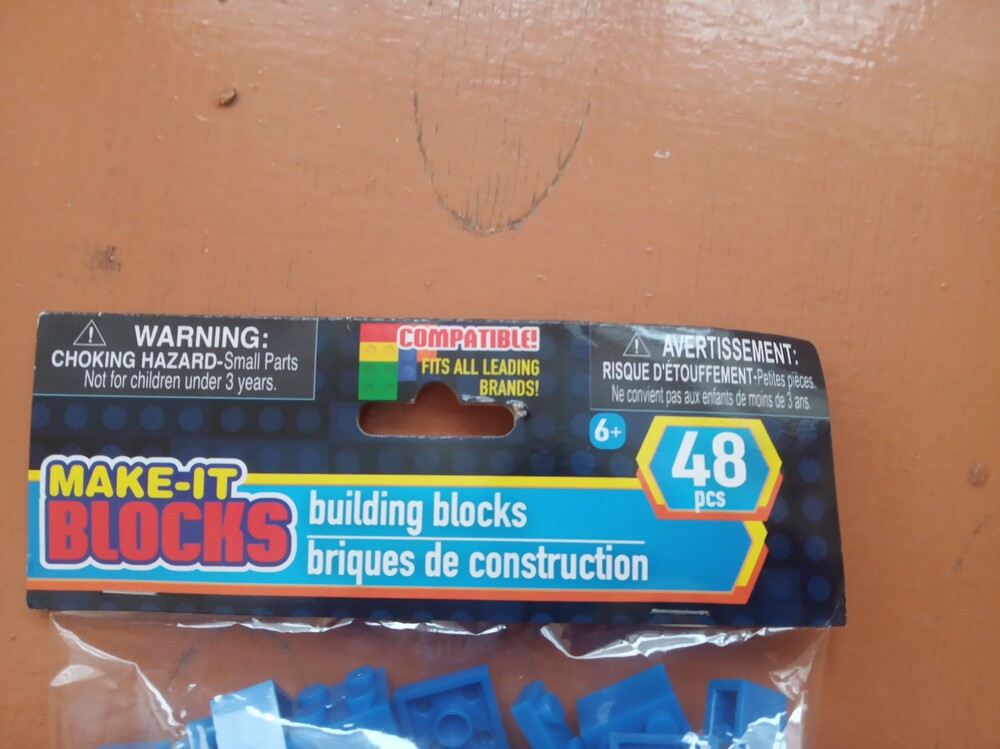 WARNING:
CHOKING HAZARD-Small Parts
Not for children under 3 years.
COMPATIBLE!
FITS ALL LEADING
BRANDS!
AVERTISSEMENT:
RISQUE D'ÉTOUFFEMENT-Petites pièces.
Ne convient pas aux enfants de moins de 3 ans.
6+
48
pcs
MAKE-IT
BLOCKS
building blocks
briques de construction